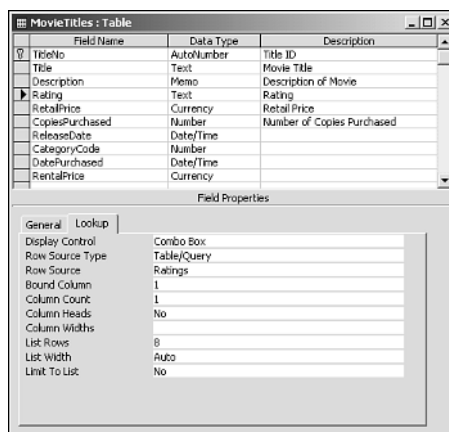 MovieTitles : Table
Field Name Data Type Description
TitleNo AutoNumber Title ID
Title Text Movie Title
Description Memo Description of Movie
Rating Text Rating
RetailPrice Currency Retail Price
CopiesPurchased Number Number of Copies Purchased
ReleaseDate Date/Time
CategoryCode Number
DatePurchased Date/Time
RentalPrice Currency
Field Properties
General Lookup
Display Control Combo Box
Row Source Type Table/Query
Row Source Ratings
Bound Column 1
Column Count 1
Column Heads No
Column Widths
List Rows 8
List Width Auto
Limit To List No